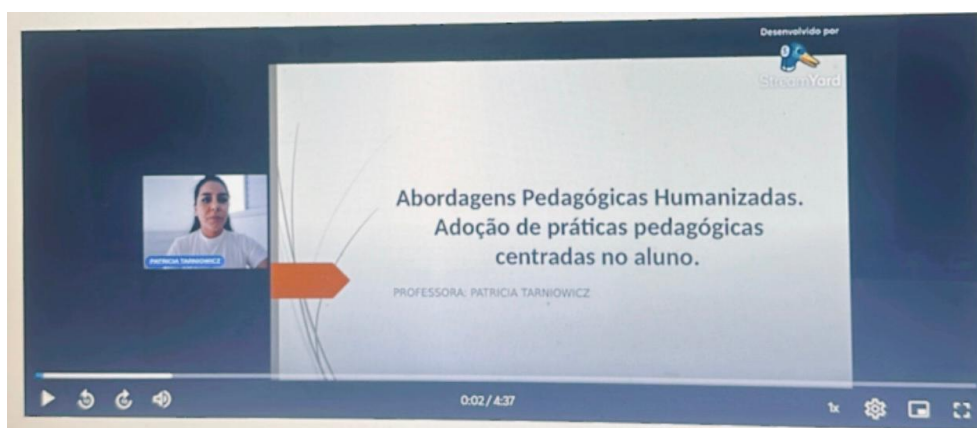 Desenvolvido por
StreamYard
Abordagens Pedagógicas Humanizadas.
Adoção de práticas pedagógicas
centradas no aluno.
PROFESSORA: PATRICIA TARNIOWICZ
PATRICIA TARNIOWICZ
0:02 / 4:37
1x